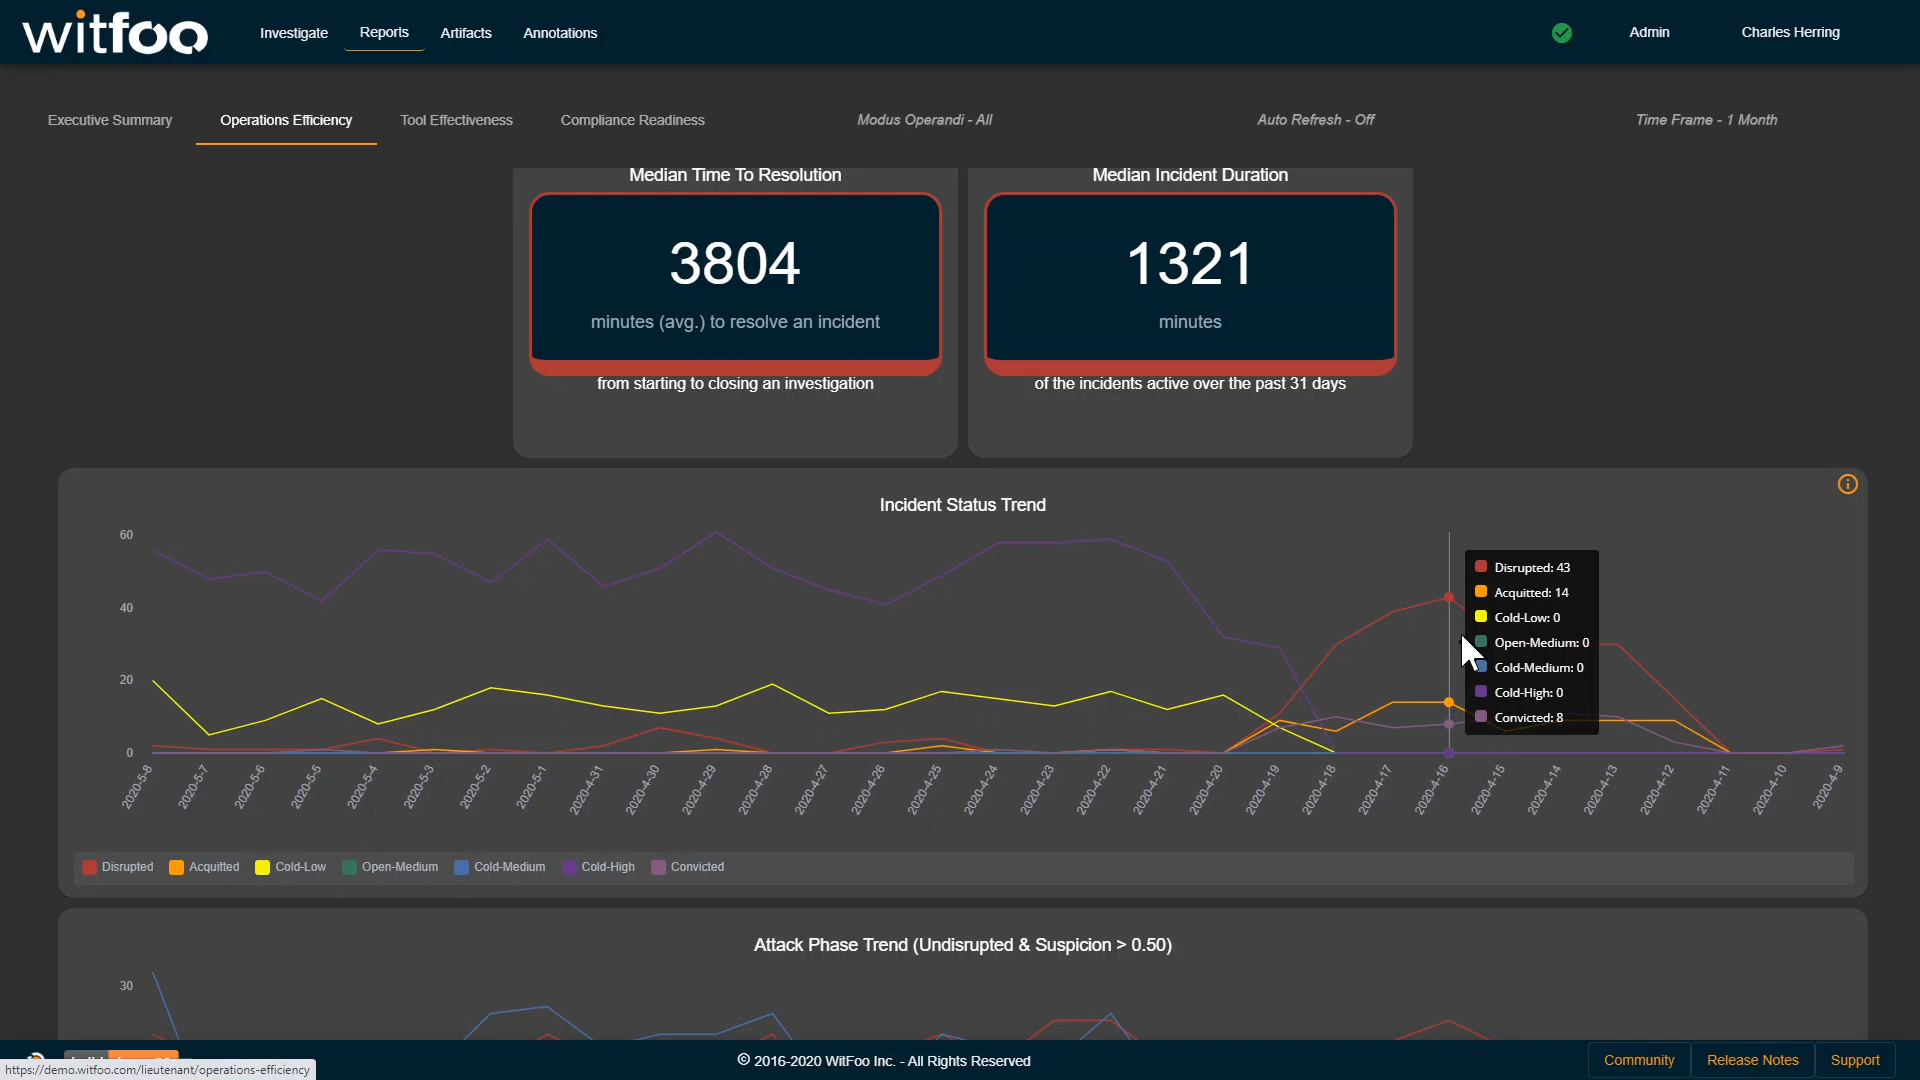 witfoo
Investigate Reports Artifacts Annotations Admin Charles Herring
Executive Summary Operations Efficiency Tool Effectiveness Compliance Readiness Modus Operandi - All Auto Refresh - Off Time Frame - 1 Month
Median Time To Resolution
3804
minutes (avg.) to resolve an incident
from starting to closing an investigation
Median Incident Duration
1321
minutes
of the incidents active over the past 31 days
Incident Status Trend
60
40
20
0
Disrupted: 43
Acquitted: 14
Cold-Low: 0
Open-Medium: 0
Cold-Medium: 0
Cold-High: 0
Convicted: 8
2020-5-8 2020-5-7 2020-5-6 2020-5-5 2020-5-4 2020-5-3 2020-5-2 2020-5-1 2020-4-31 2020-4-30 2020-4-29 2020-4-28 2020-4-27 2020-4-26 2020-4-25 2020-4-24 2020-4-23 2020-4-22 2020-4-21 2020-4-20 2020-4-19 2020-4-18 2020-4-17 2020-4-16 2020-4-15 2020-4-14 2020-4-13 2020-4-12 2020-4-11 2020-4-10 2020-4-9
Disrupted Acquitted Cold-Low Open-Medium Cold-Medium Cold-High Convicted
Attack Phase Trend (Undisrupted & Suspicion > 0.50)
30
© 2016-2020 WitFoo Inc. - All Rights Reserved
Community Release Notes Support
https://demo.witfoo.com/lieutenant/operations-efficiency